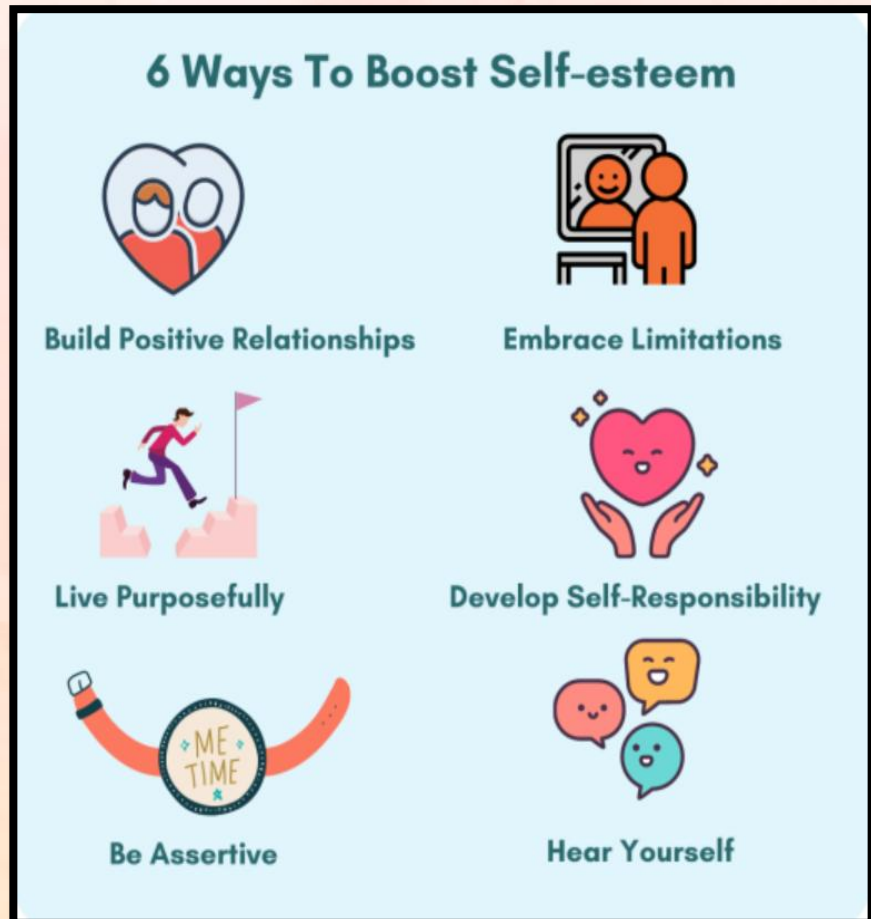 6 Ways To Boost Self-esteem
Build Positive Relationships
Embrace Limitations
Live Purposefully
Develop Self-Responsibility
ME
TIME
Be Assertive
Hear Yourself